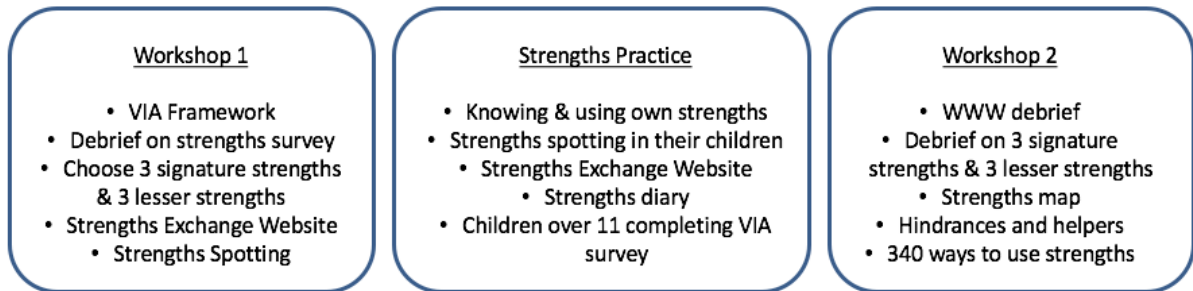 Workshop 1
• VIA Framework
• Debrief on strengths survey
• Choose 3 signature strengths
& 3 lesser strengths
• Strengths Exchange Website
• Strengths Spotting
Strengths Practice
• Knowing & using own strengths
• Strengths spotting in their children
• Strengths Exchange Website
• Strengths diary
• Children over 11 completing VIA
survey
Workshop 2
• WWW debrief
• Debrief on 3 signature
strengths & 3 lesser strengths
• Strengths map
• Hindrances and helpers
• 340 ways to use strengths